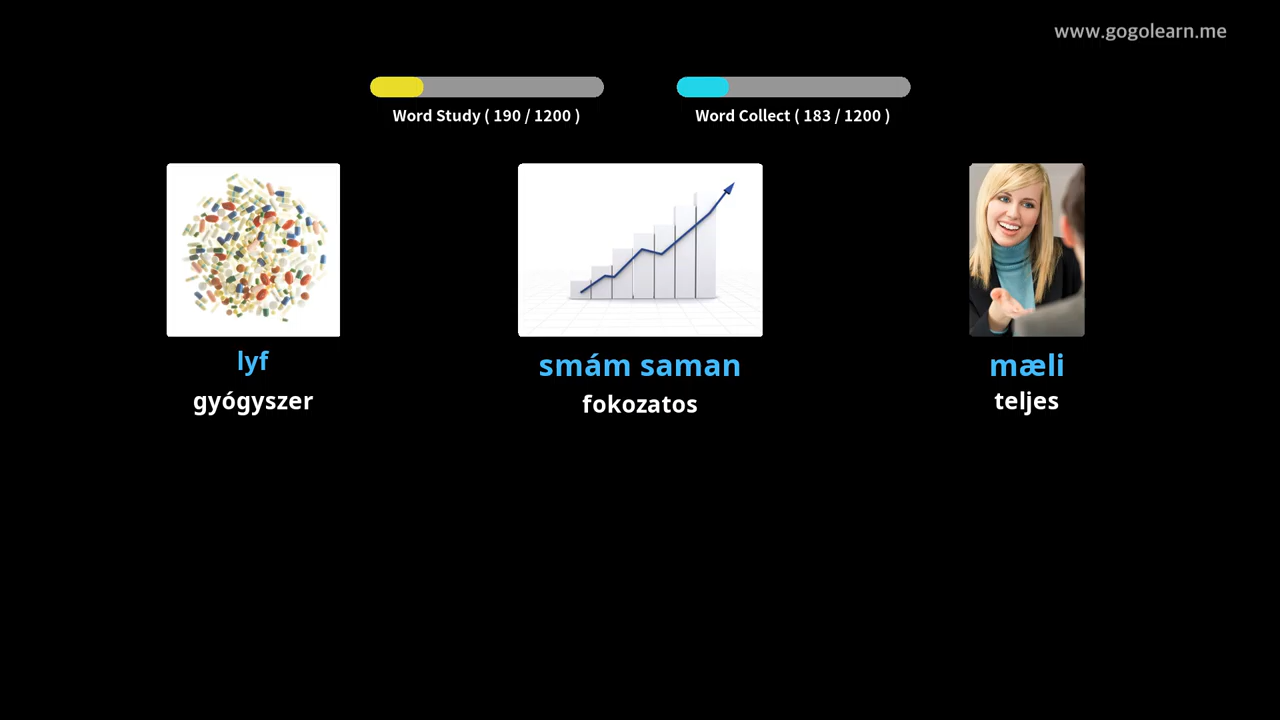 www.gogolearn.me
Word Study ( 190 / 1200 )
Word Collect ( 183 / 1200 )
lyf
gyógyszer
smám saman
fokozatos
mæli
teljes